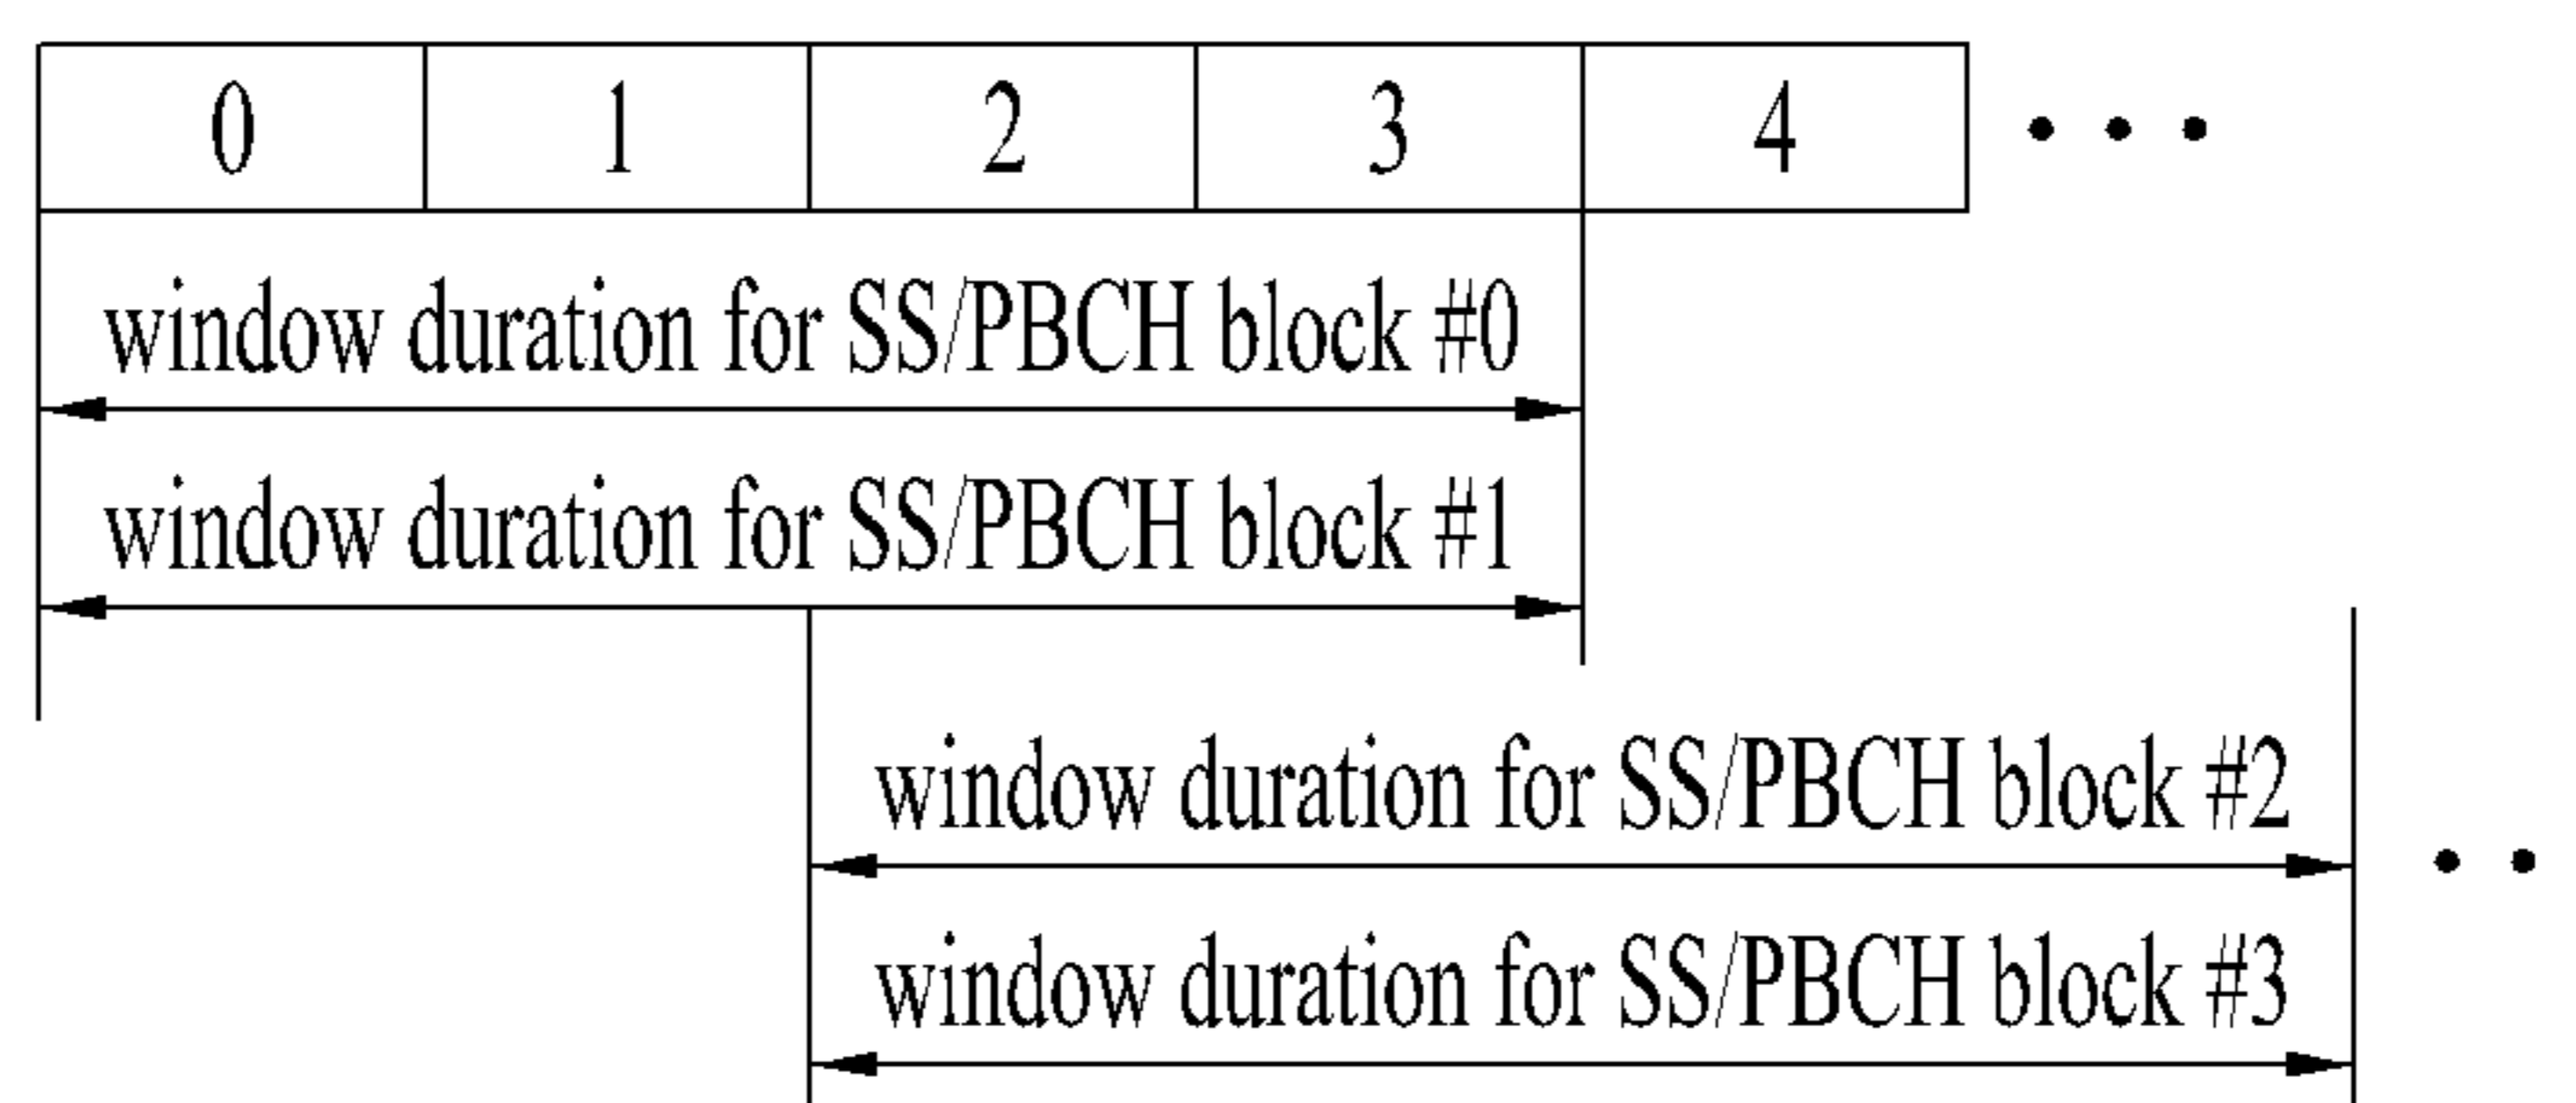 0 1 2 3 4 • • •
window duration for SS/PBCH block #0
window duration for SS/PBCH block #1
window duration for SS/PBCH block #2
• •
window duration for SS/PBCH block #3